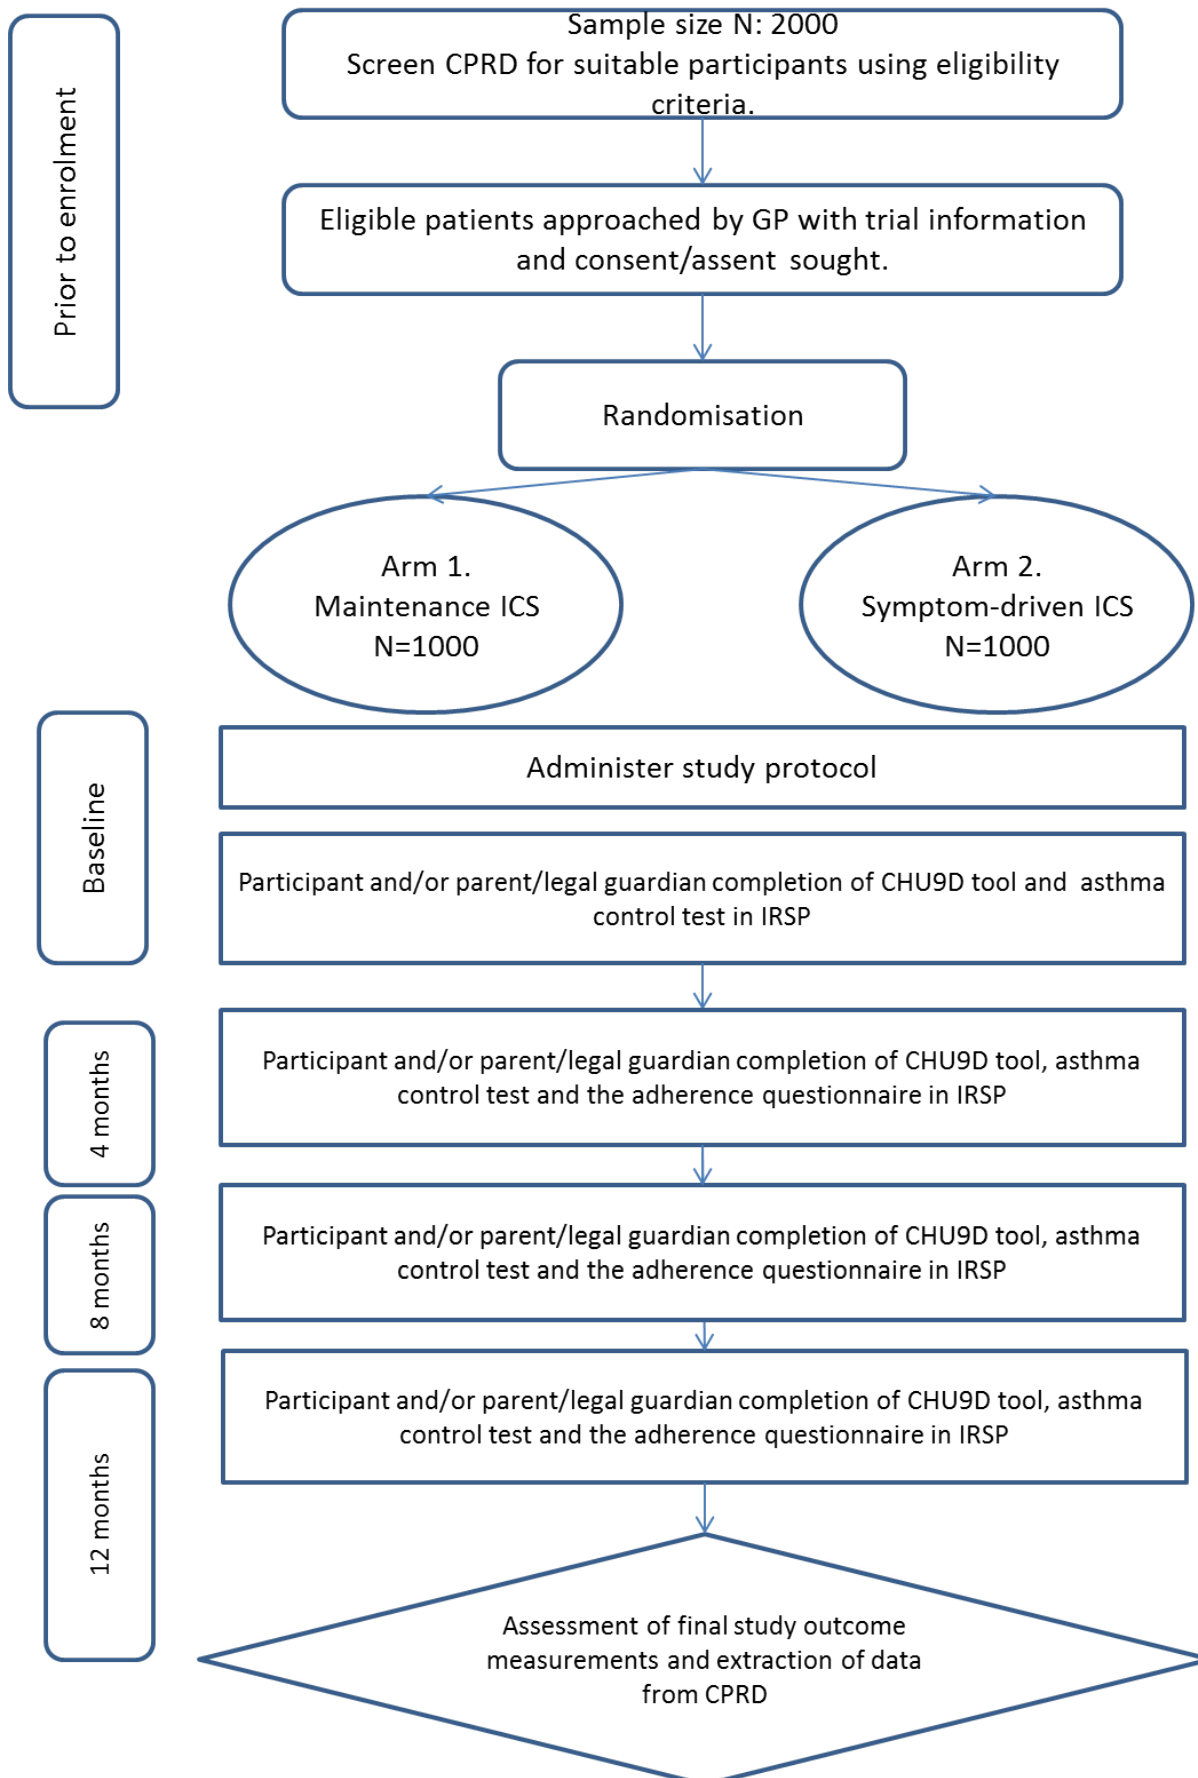 Prior to enrolment
Sample size N: 2000
Screen CPRD for suitable participants using eligibility
criteria.
Eligible patients approached by GP with trial information
and consent/assent sought.
Randomisation
Arm 1.
Maintenance ICS
N=1000
Arm 2.
Symptom-driven ICS
N=1000
Baseline
Administer study protocol
Participant and/or parent/legal guardian completion of CHU9D tool and asthma
control test in IRSP
4 months
Participant and/or parent/legal guardian completion of CHU9D tool, asthma
control test and the adherence questionnaire in IRSP
8 months
Participant and/or parent/legal guardian completion of CHU9D tool, asthma
control test and the adherence questionnaire in IRSP
12 months
Participant and/or parent/legal guardian completion of CHU9D tool, asthma
control test and the adherence questionnaire in IRSP
Assessment of final study outcome
measurements and extraction of data
from CPRD